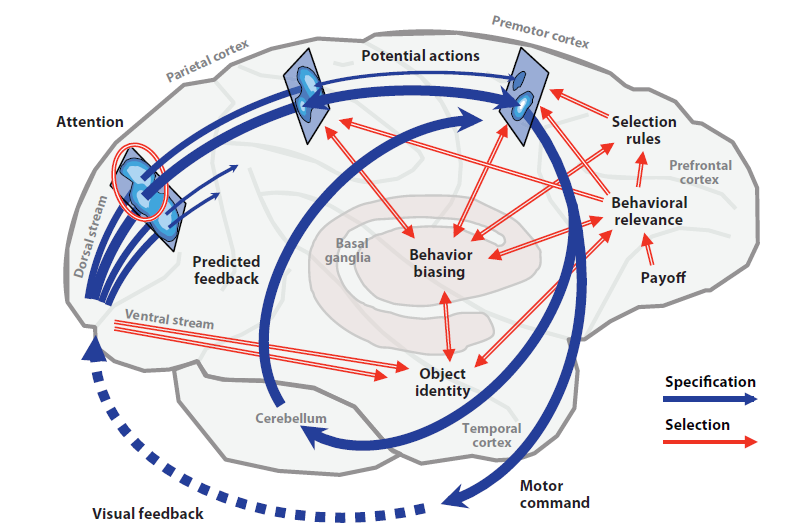 Premotor cortex
Parietal cortex
Potential actions
Attention
Selection
rules
Prefrontal
cortex
Dorsal stream
Behavioral
relevance
Basal
ganglia
Behavior
biasing
Predicted
feedback
Payoff
Ventral stream
Object
identity
Specification
Cerebellum
Selection
Temporal
cortex
Motor
command
Visual feedback